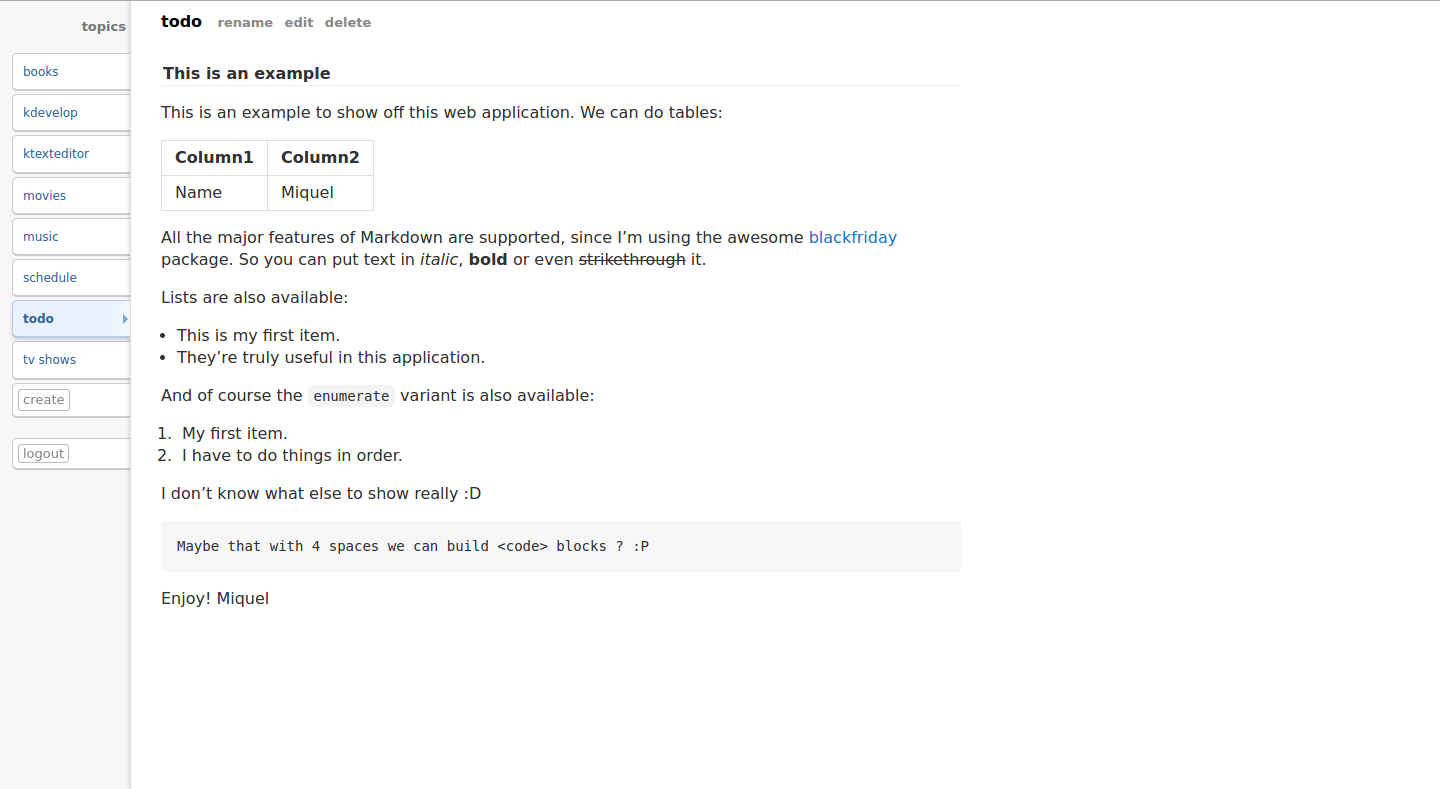 topics
books
kdevelop
ktexteditor
movies
music
schedule
todo
tv shows
create
logout
todo rename edit delete
This is an example
This is an example to show off this web application. We can do tables:
Column1 Column2
Name Miquel
All the major features of Markdown are supported, since I’m using the awesome blackfriday
package. So you can put text in italic, bold or even strikethrough it.
Lists are also available:
• This is my first item.
• They’re truly useful in this application.
And of course the enumerate variant is also available:
1. My first item.
2. I have to do things in order.
I don’t know what else to show really :D
Maybe that with 4 spaces we can build <code> blocks ? :P
Enjoy! Miquel